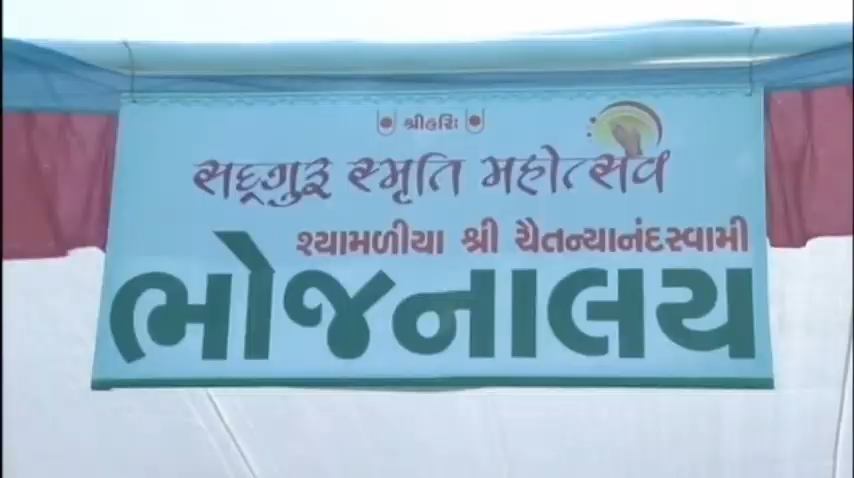 શ્રીહરિઃ
સદ્‌ગુરુ સ્મૃતિ મહોત્સવ
શ્યામળીયા શ્રી ચૈતન્યાનંદસ્વામી
ભોજનાલય